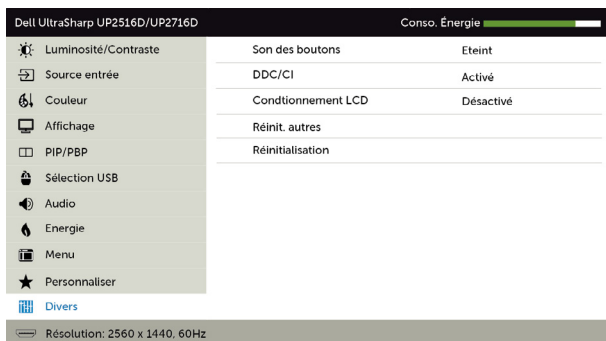 Dell UltraSharp UP2516D/UP2716D Conso. Énergie
Luminosité/Contraste
Source entrée
Couleur
Affichage
PIP/PBP
Sélection USB
Audio
Energie
Menu
Personnaliser
Divers
Son des boutons Eteint
DDC/CI Activé
Condtionnement LCD Désactivé
Réinit. autres
Réinitialisation
Résolution: 2560 x 1440, 60Hz